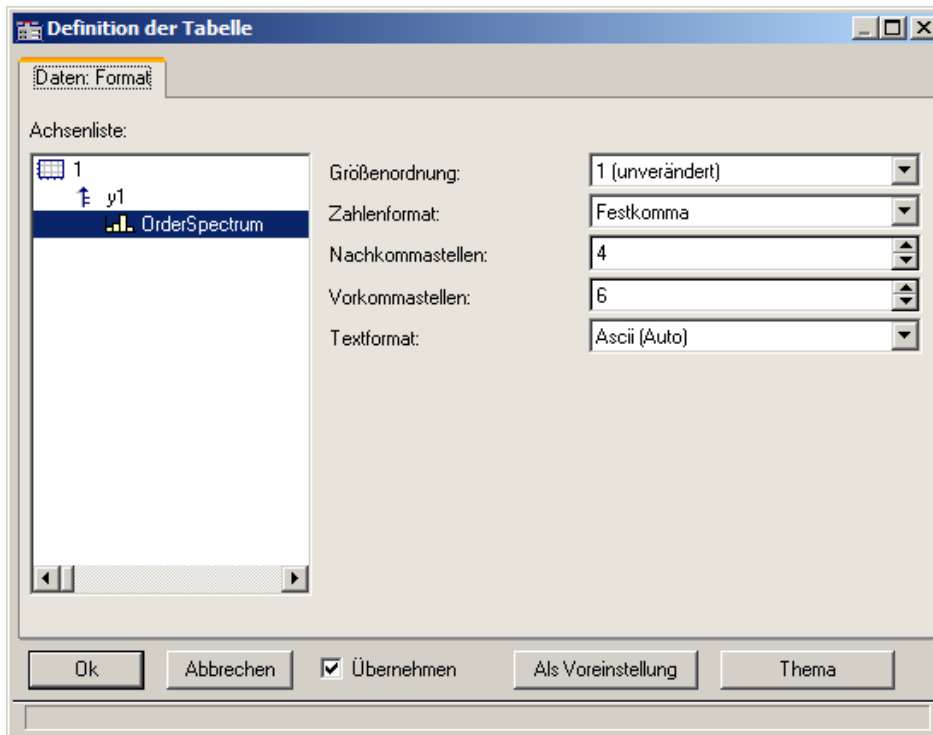 Definition der Tabelle
Daten: Format
Achsenliste:
1
y1
OrderSpectrum
Größenordnung: 1 (unverändert)
Zahlenformat: Festkomma
Nachkommastellen: 4
Vorkommastellen: 6
Textformat: Ascii (Auto)
Ok Abbrechen Übernehmen Als Voreinstellung Thema